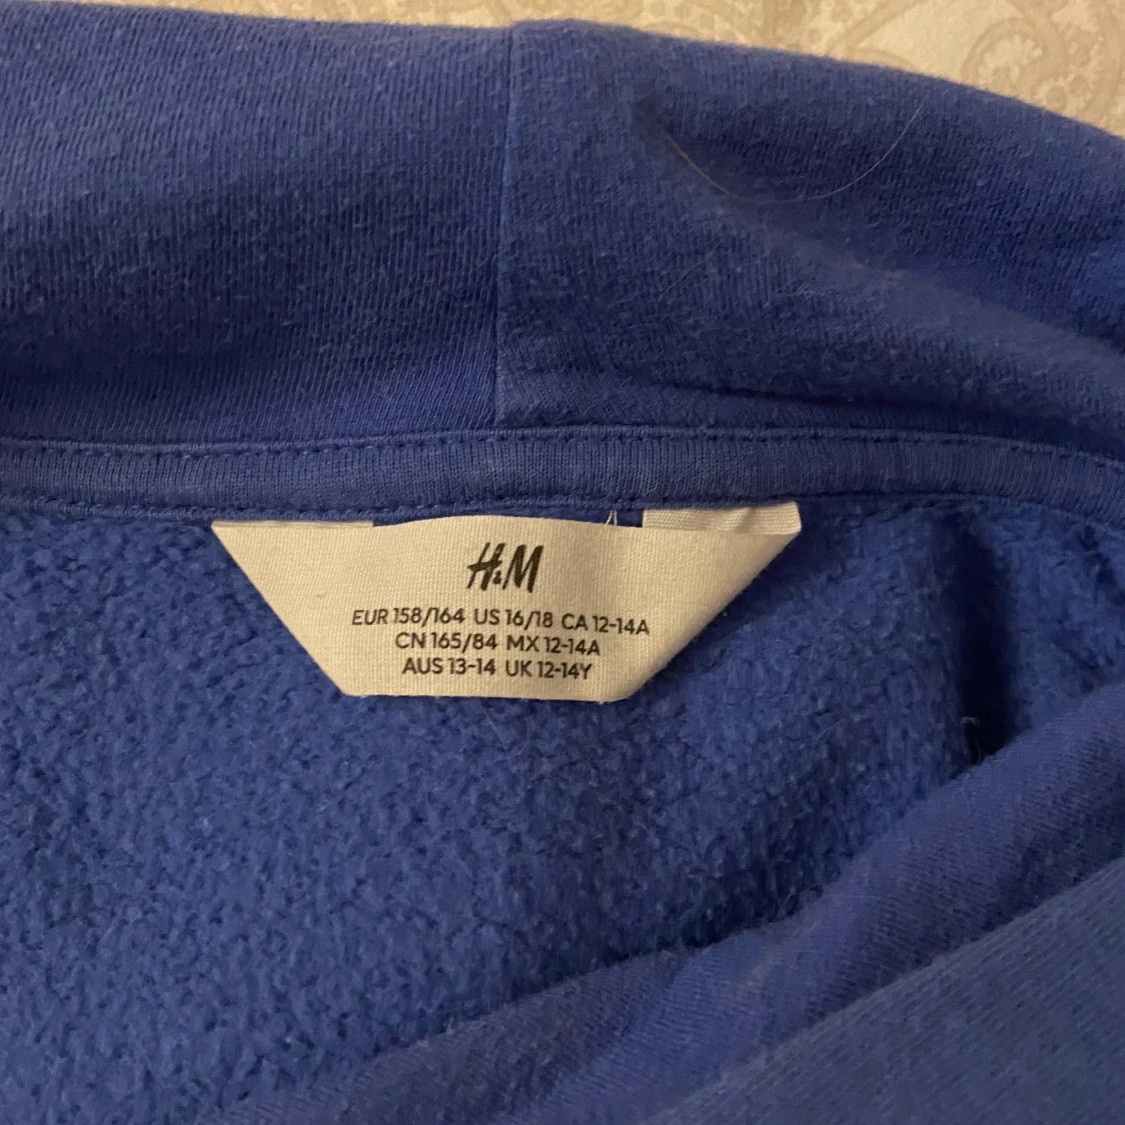 H&M
EUR 158/164 US 16/18 CA 12-14A
CN 165/84 MX 12-14A
AUS 13-14 UK 12-14Y